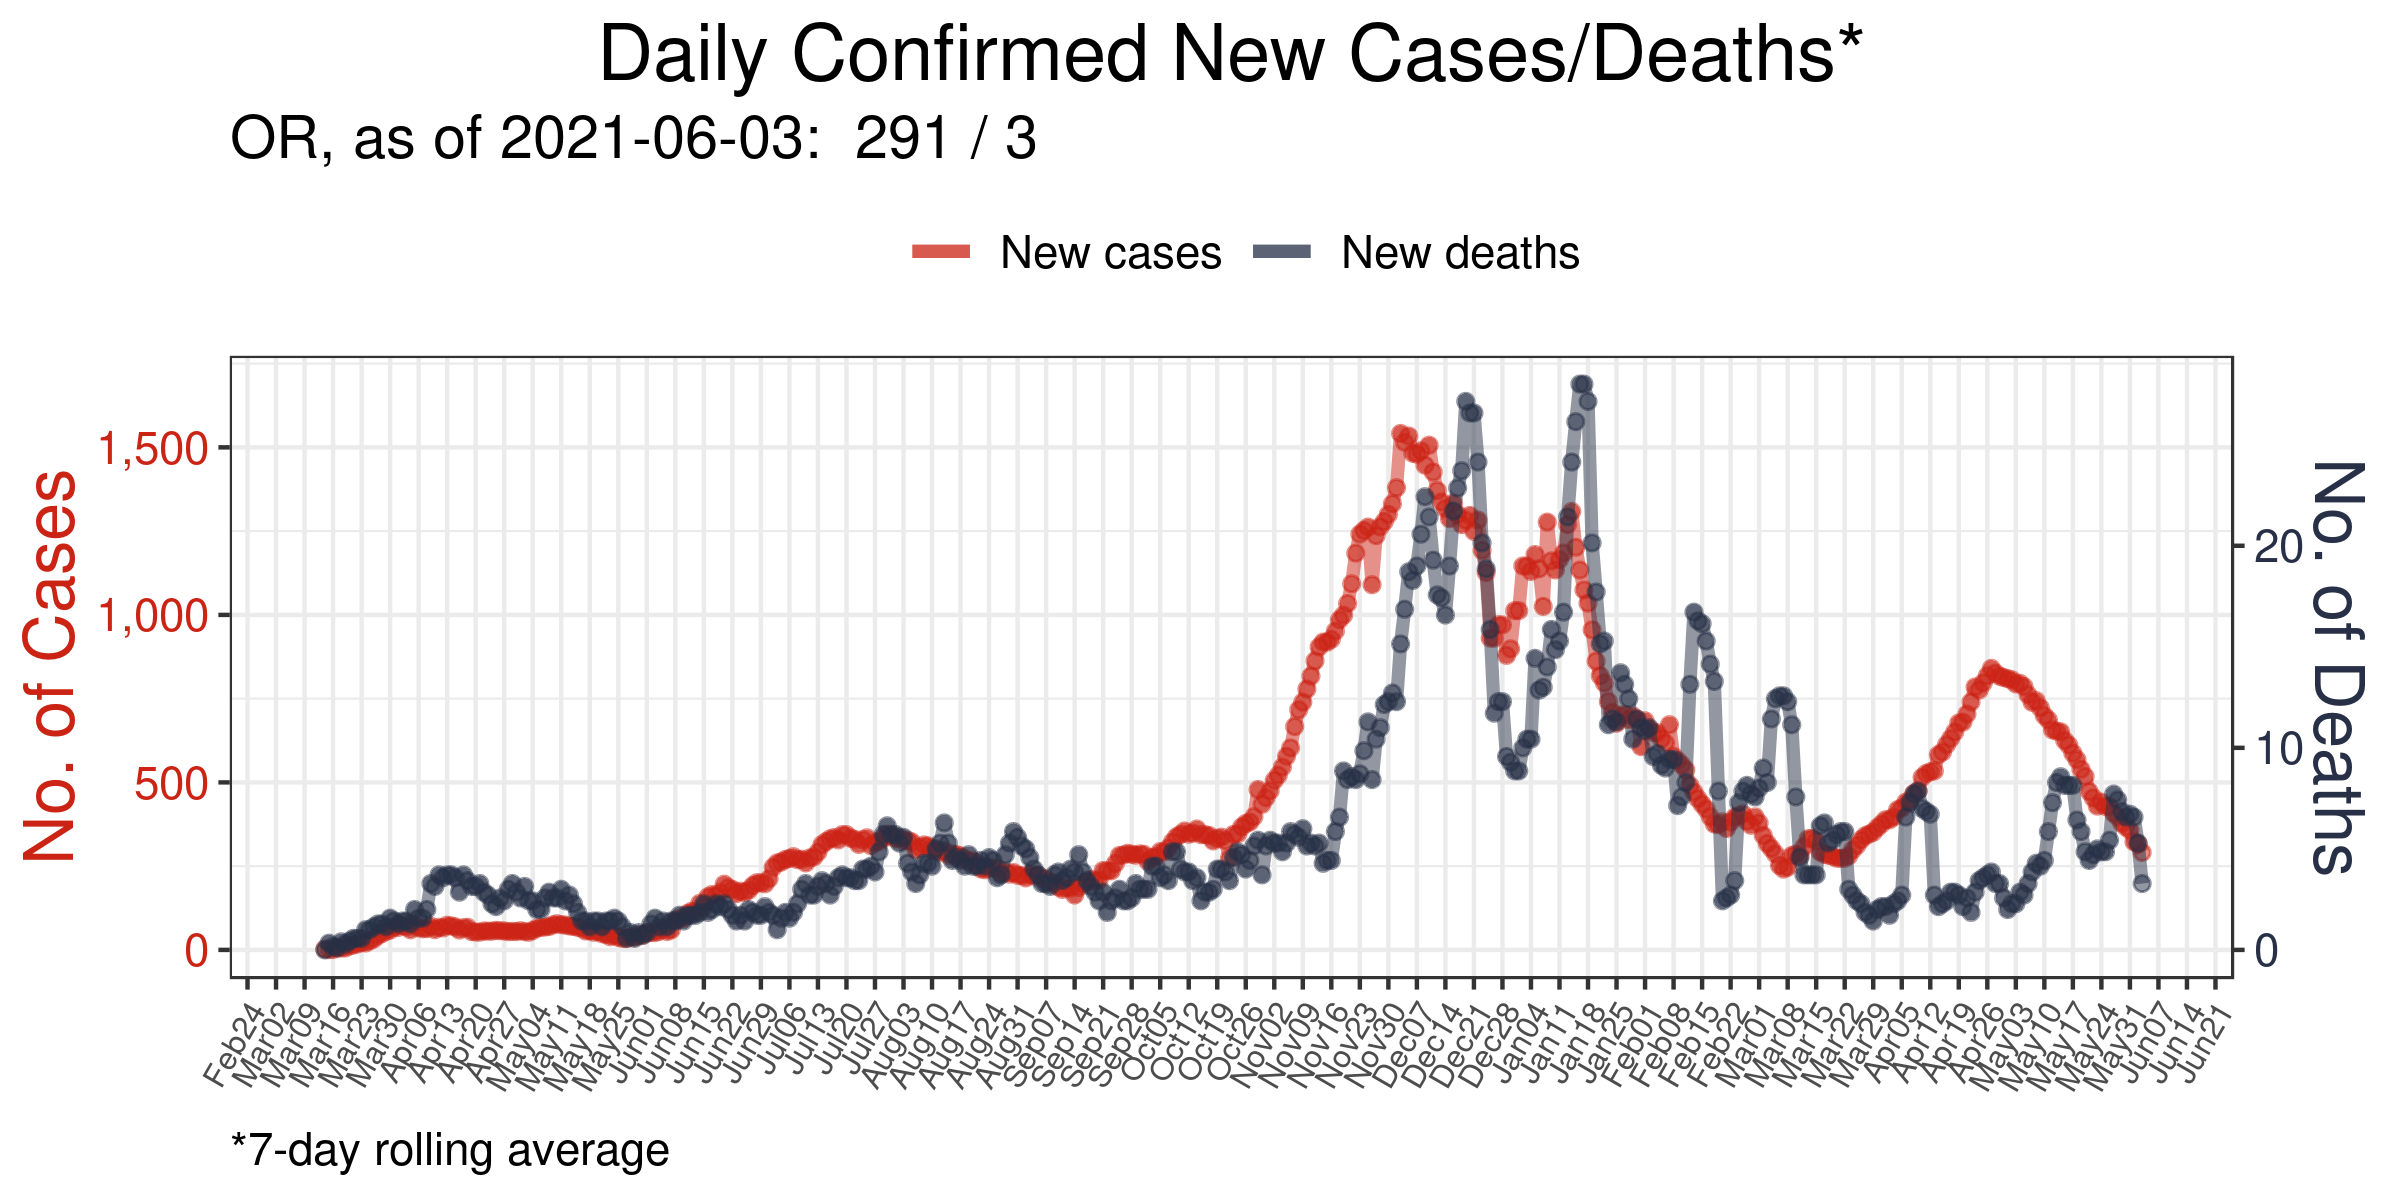 Daily Confirmed New Cases/Deaths*
OR, as of 2021-06-03:  291 / 3
New cases
New deaths
No. of Cases
1,500
1,000
500
0
No. of Deaths
20
10
0
Feb24
Mar02
Mar09
Mar16
Mar23
Mar30
Apr06
Apr13
Apr20
Apr27
May04
May11
May18
May25
Jun01
Jun08
Jun15
Jun22
Jun29
Jul06
Jul13
Jul20
Jul27
Aug03
Aug10
Aug17
Aug24
Aug31
Sep07
Sep14
Sep21
Sep28
Oct05
Oct12
Oct19
Oct26
Nov02
Nov09
Nov16
Nov23
Nov30
Dec07
Dec14
Dec21
Dec28
Jan04
Jan11
Jan18
Jan25
Feb01
Feb08
Feb15
Feb22
Mar01
Mar08
Mar15
Mar22
Mar29
Apr05
Apr12
Apr19
Apr26
May03
May10
May17
May24
May31
Jun07
Jun14
Jun21
*7-day rolling average